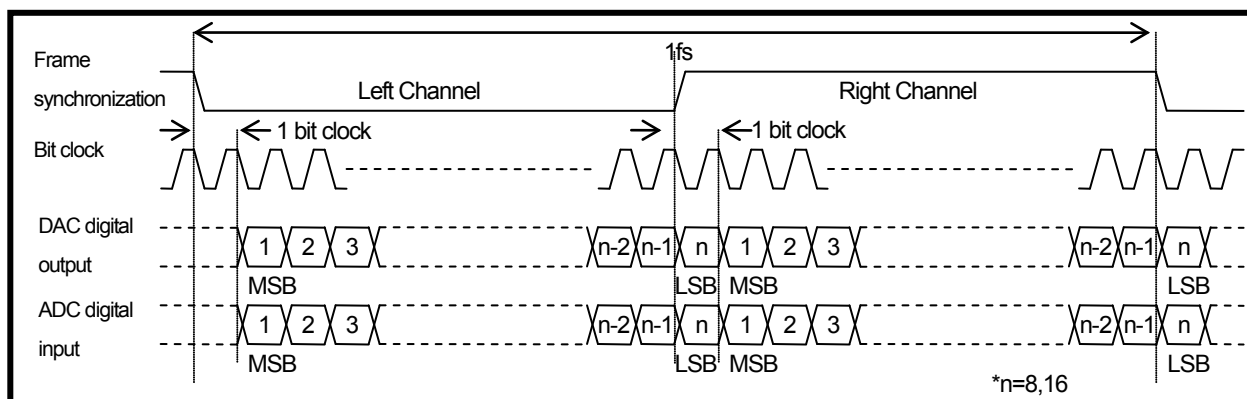 1fs
Frame
synchronization
Left Channel
Right Channel
1 bit clock
1 bit clock
Bit clock
DAC digital
output
1 2 3 n-2 n-1 n 1 2 3 n-2 n-1 n
MSB LSB MSB LSB
ADC digital
input
1 2 3 n-2 n-1 n 1 2 3 n-2 n-1 n
MSB LSB MSB LSB
*n=8,16